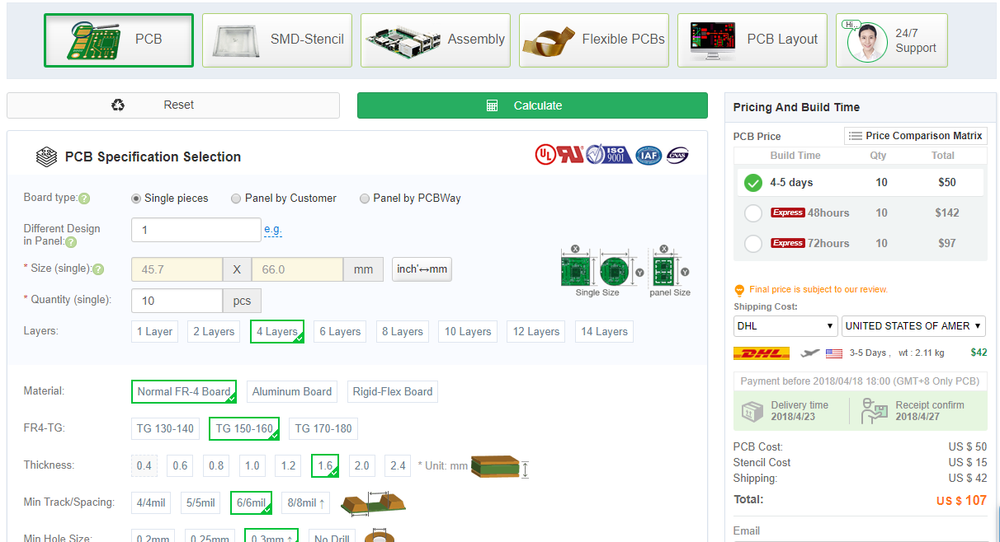 PCB
SMD-Stencil
Assembly
Flexible PCBs
PCB Layout
Hi
24/7
Support
Reset
Calculate
PCB Specification Selection
UL
ISO
9001
IAF
CNAS
Board type:?
Single pieces
Panel by Customer
Panel by PCBWay
Different Design
in Panel:?
1
e.g.
* Size (single):?
45.7 X 66.0 mm
inch'↔mm
X
X
Y
Y
Single Size
panel Size
* Quantity (single):
10 pcs
Layers:
1 Layer
2 Layers
4 Layers
6 Layers
8 Layers
10 Layers
12 Layers
14 Layers
Material:
Normal FR-4 Board
Aluminum Board
Rigid-Flex Board
FR4-TG:
TG 130-140
TG 150-160
TG 170-180
Thickness:
0.4
0.6
0.8
1.0
1.2
1.6
2.0
2.4
* Unit: mm
Min Track/Spacing:
4/4mil
5/5mil
6/6mil
8/8mil ↑
Min Hole Size:
0.2mm
0.25mm
0.3mm ↑
No Drill
Pricing And Build Time
PCB Price
Price Comparison Matrix
Build Time Qty Total
4-5 days 10 $50
Express 48hours 10 $142
Express 72hours 10 $97
Final price is subject to our review.
Shipping Cost:
DHL
UNITED STATES OF AMER
DHL
3-5 Days , wt : 2.11 kg
$42
Payment before 2018/04/18 18:00 (GMT+8 Only PCB)
Delivery time
2018/4/23
Receipt confirm
2018/4/27
PCB Cost: US $ 50
Stencil Cost US $ 15
Shipping: US $ 42
Total: US $ 107
Email